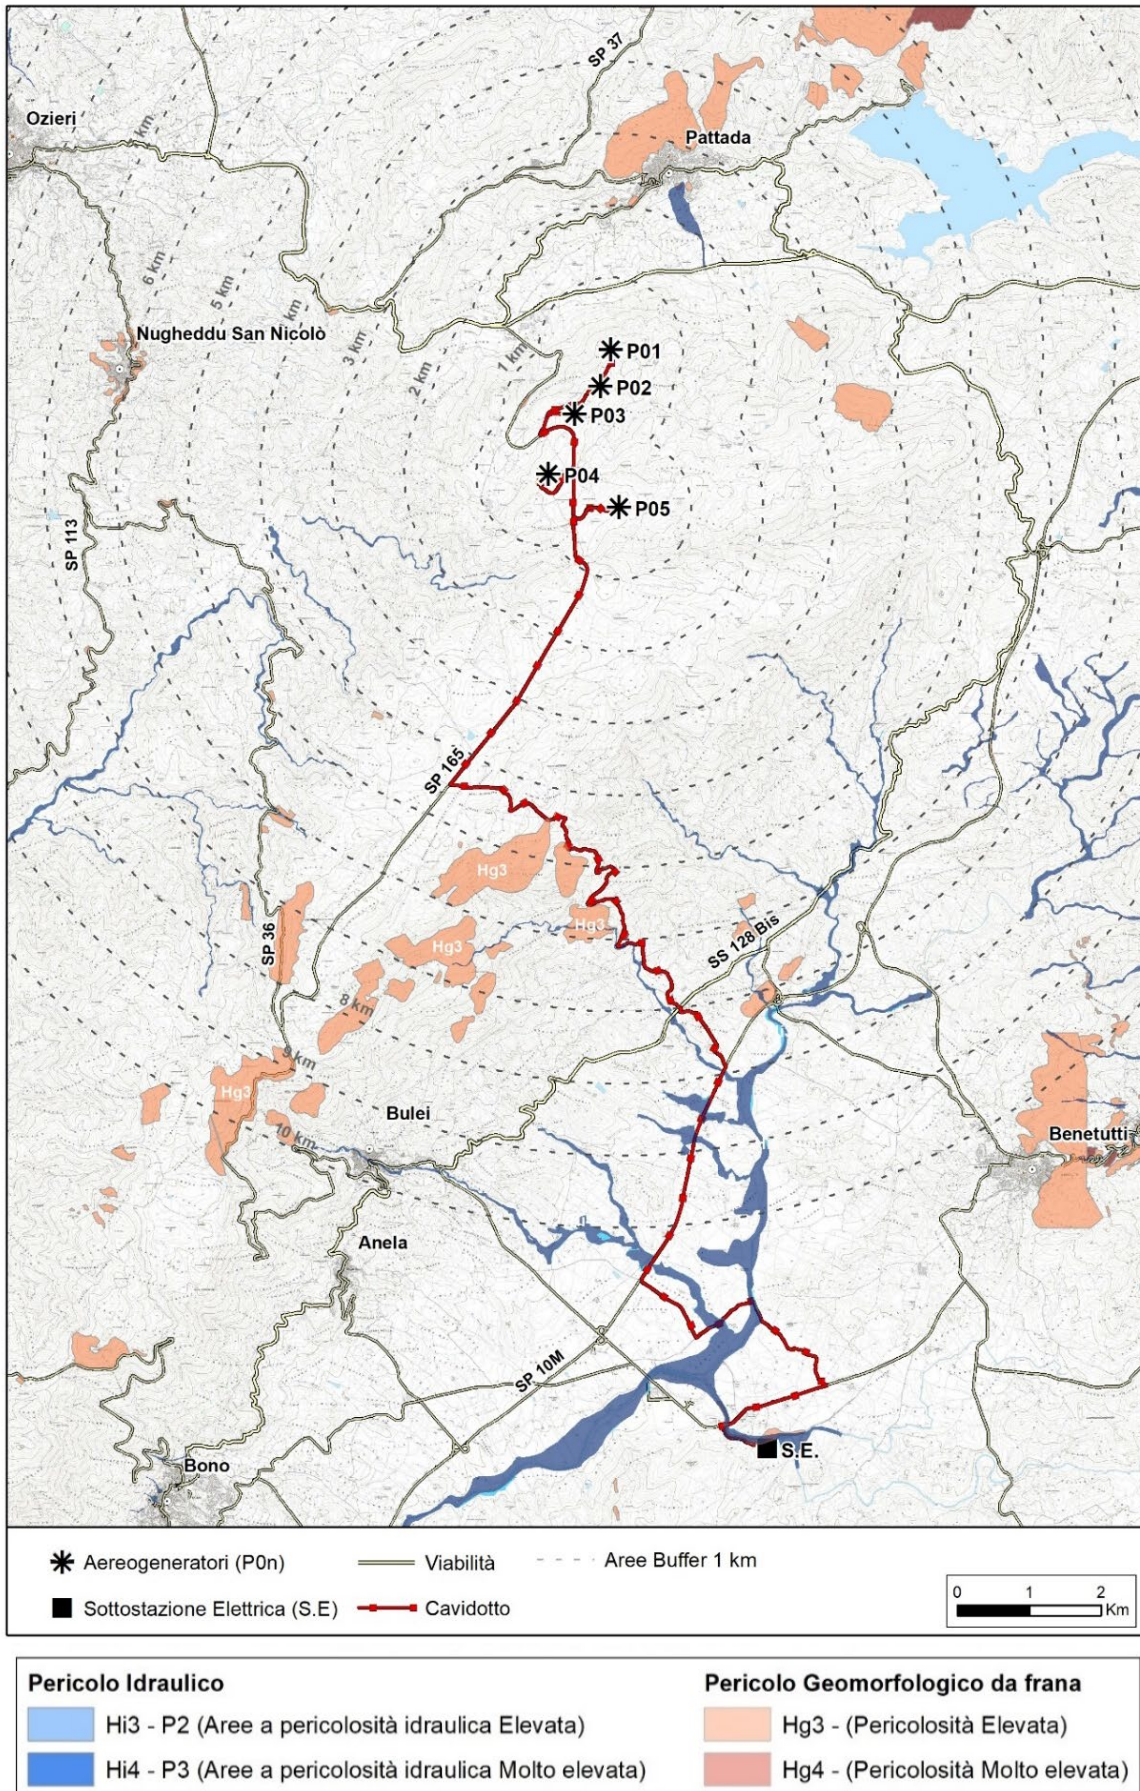 SP 37
Ozieri
km
Pattada
6 km
5 km
km
Nugheddu San Nicolò
3 km
2 km
1 km
P01
P02
P03
P04
P05
SP 113
SP 165
Hg3
Hg3
Hg3
SP 36
SS 128 Bis
8 km
9 km
Hg3
Bulei
10 km
Benetutti
Anela
SP 10M
S.E.
Bono
Aereogeneratori (P0n)
Viabilità
Aree Buffer 1 km
Sottostazione Elettrica (S.E)
Cavidotto
0 1 2
Km
Pericolo Idraulico
Hi3 - P2 (Aree a pericolosità idraulica Elevata)
Hi4 - P3 (Aree a pericolosità idraulica Molto elevata)
Pericolo Geomorfologico da frana
Hg3 - (Pericolosità Elevata)
Hg4 - (Pericolosità Molto elevata)